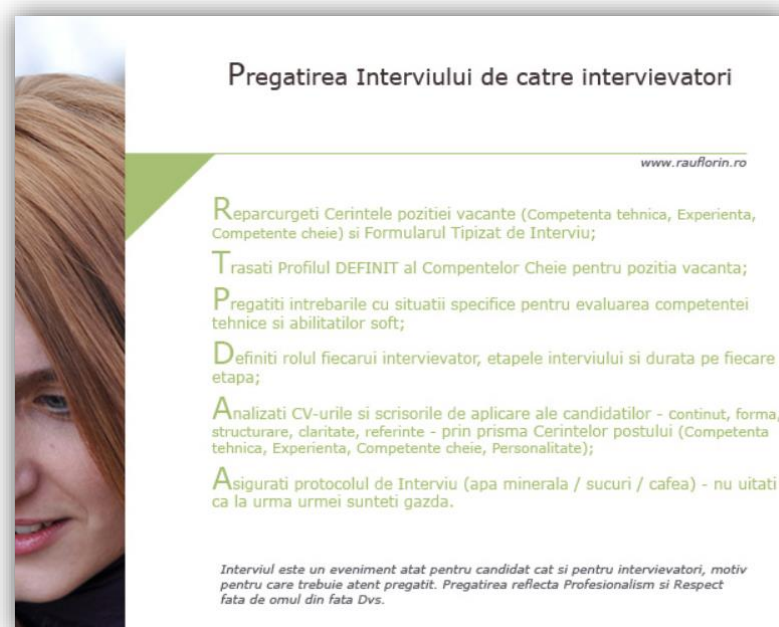 Pregatirea Interviului de catre intervievatori
www.rauflorin.ro
Reparcurgeti Cerintele pozitiei vacante (Competenta tehnica, Experienta,
Competente cheie) si Formularul Tipizat de Interviu;
Trasati Profilul DEFINIT al Compentelor Cheie pentru pozitia vacanta;
Pregatiti intrebarile cu situatii specifice pentru evaluarea competentei
tehnice si abilitatilor soft;
Definiti rolul fiecarui intervievator, etapele interviului si durata pe fiecare
etapa;
Analizati CV-urile si scrisorile de aplicare ale candidatilor - continut, forma,
structurare, claritate, referinte - prin prisma Cerintelor postului (Competenta
tehnica, Experienta, Competente cheie, Personalitate);
Asigurati protocolul de Interviu (apa minerala / sucuri / cafea) - nu uitati
ca la urma urmei sunteti gazda.
Interviul este un eveniment atat pentru candidat cat si pentru intervievatori, motiv
pentru care trebuie atent pregatit. Pregatirea reflecta Profesionalism si Respect
fata de omul din fata Dvs.